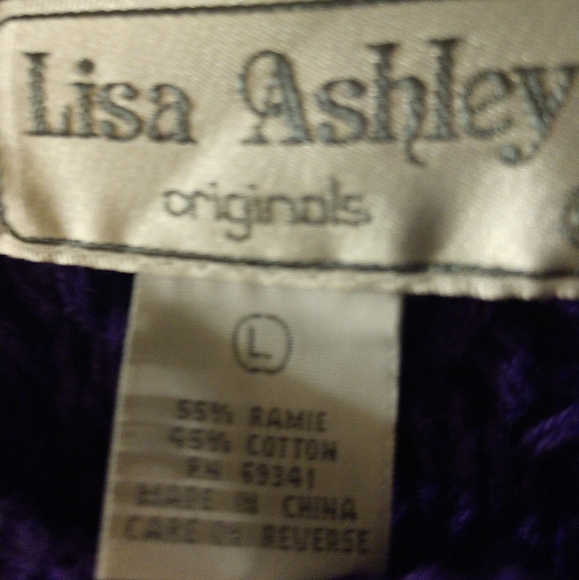 Lisa Ashley
originals
L
55% RAMIE
45% COTTON
RN 69341
MADE IN CHINA
CARE ON REVERSE